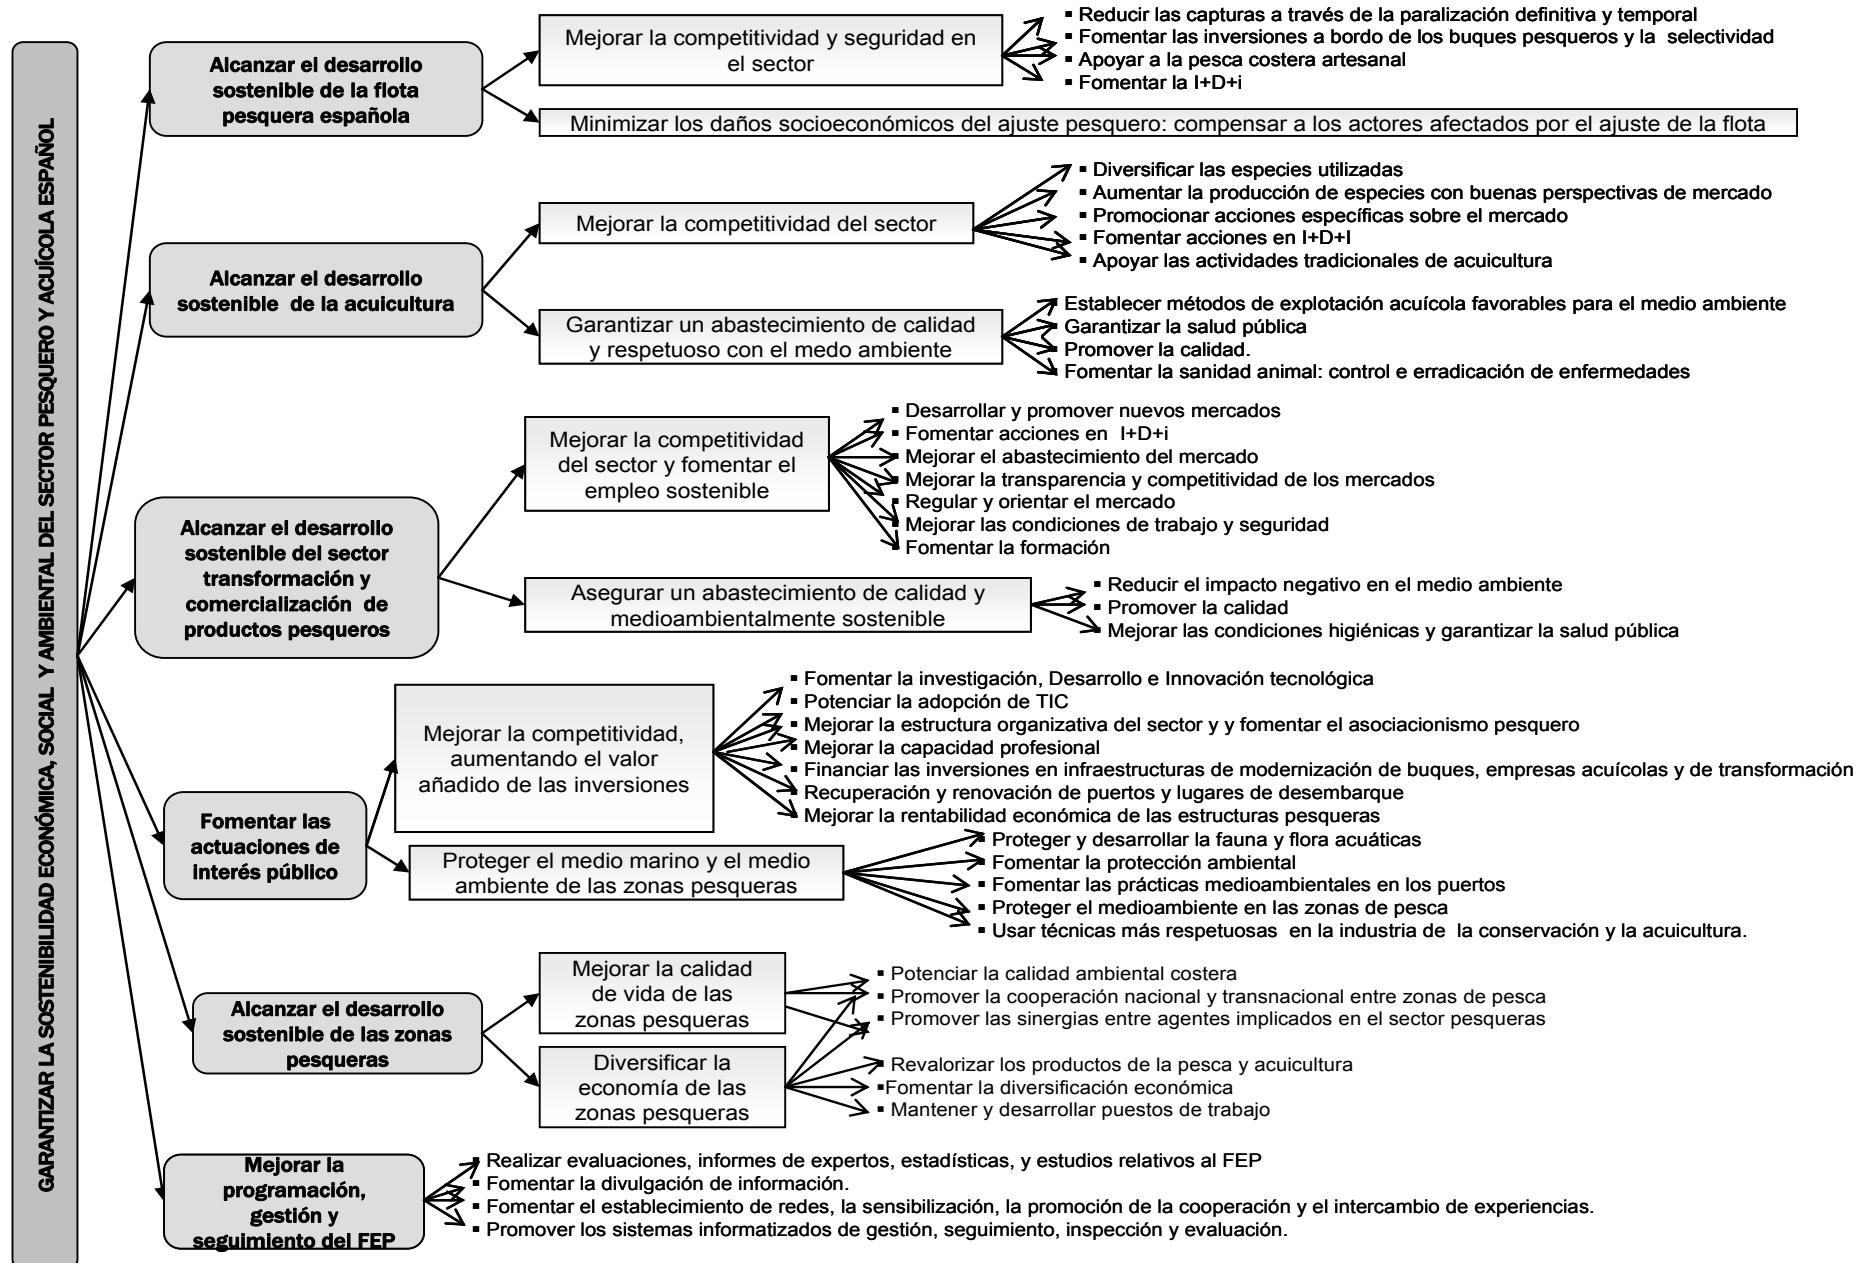 GARANTIZAR LA SOSTENIBILIDAD ECONÓMICA, SOCIAL Y AMBIENTAL DEL SECTOR PESQUERO Y ACUÍCOLA ESPAÑOL
Alcanzar el desarrollo
sostenible de la flota
pesquera española
Mejorar la competitividad y seguridad en
el sector
▪ Reducir las capturas a través de la paralización definitiva y temporal
▪ Fomentar las inversiones a bordo de los buques pesqueros y la selectividad
▪ Apoyar a la pesca costera artesanal
▪ Fomentar la I+D+i
Minimizar los daños socioeconómicos del ajuste pesquero: compensar a los actores afectados por el ajuste de la flota
Alcanzar el desarrollo
sostenible de la acuicultura
Mejorar la competitividad del sector
▪ Diversificar las especies utilizadas
▪ Aumentar la producción de especies con buenas perspectivas de mercado
▪ Promocionar acciones específicas sobre el mercado
▪ Fomentar acciones en I+D+I
▪ Apoyar las actividades tradicionales de acuicultura
Garantizar un abastecimiento de calidad
y respetuoso con el medo ambiente
▪ Establecer métodos de explotación acuícola favorables para el medio ambiente
▪ Garantizar la salud pública
▪ Promover la calidad.
▪ Fomentar la sanidad animal: control e erradicación de enfermedades
Alcanzar el desarrollo
sostenible del sector
transformación y
comercialización de
productos pesqueros
Mejorar la competitividad
del sector y fomentar el
empleo sostenible
▪ Desarrollar y promover nuevos mercados
▪ Fomentar acciones en I+D+i
▪ Mejorar el abastecimiento del mercado
▪ Mejorar la transparencia y competitividad de los mercados
▪ Regular y orientar el mercado
▪ Mejorar las condiciones de trabajo y seguridad
▪ Fomentar la formación
Asegurar un abastecimiento de calidad y
medioambientalmente sostenible
▪ Reducir el impacto negativo en el medio ambiente
▪ Promover la calidad
▪ Mejorar las condiciones higiénicas y garantizar la salud pública
Fomentar las
actuaciones de
interés público
Mejorar la competitividad,
aumentando el valor
añadido de las inversiones
▪ Fomentar la investigación, Desarrollo e Innovación tecnológica
▪ Potenciar la adopción de TIC
▪ Mejorar la estructura organizativa del sector y y fomentar el asociacionismo pesquero
▪ Mejorar la capacidad profesional
▪ Financiar las inversiones en infraestructuras de modernización de buques, empresas acuícolas y de transformación
▪ Recuperación y renovación de puertos y lugares de desembarque
▪ Mejorar la rentabilidad económica de las estructuras pesqueras
Proteger el medio marino y el medio
ambiente de las zonas pesqueras
▪ Proteger y desarrollar la fauna y flora acuáticas
▪ Fomentar la protección ambiental
▪ Fomentar las prácticas medioambientales en los puertos
▪ Proteger el medioambiente en las zonas de pesca
▪ Usar técnicas más respetuosas en la industria de la conservación y la acuicultura.
Alcanzar el desarrollo
sostenible de las zonas
pesqueras
Mejorar la calidad
de vida de las
zonas pesqueras
▪ Potenciar la calidad ambiental costera
▪ Promover la cooperación nacional y transnacional entre zonas de pesca
▪ Promover las sinergias entre agentes implicados en el sector pesqueras
Diversificar la
economía de las
zonas pesqueras
▪ Revalorizar los productos de la pesca y acuicultura
▪Fomentar la diversificación económica
▪ Mantener y desarrollar puestos de trabajo
Mejorar la
programación,
gestión y
seguimiento del FEP
▪ Realizar evaluaciones, informes de expertos, estadísticas, y estudios relativos al FEP
▪ Fomentar la divulgación de información.
▪ Fomentar el establecimiento de redes, la sensibilización, la promoción de la cooperación y el intercambio de experiencias.
▪ Promover los sistemas informatizados de gestión, seguimiento, inspección y evaluación.